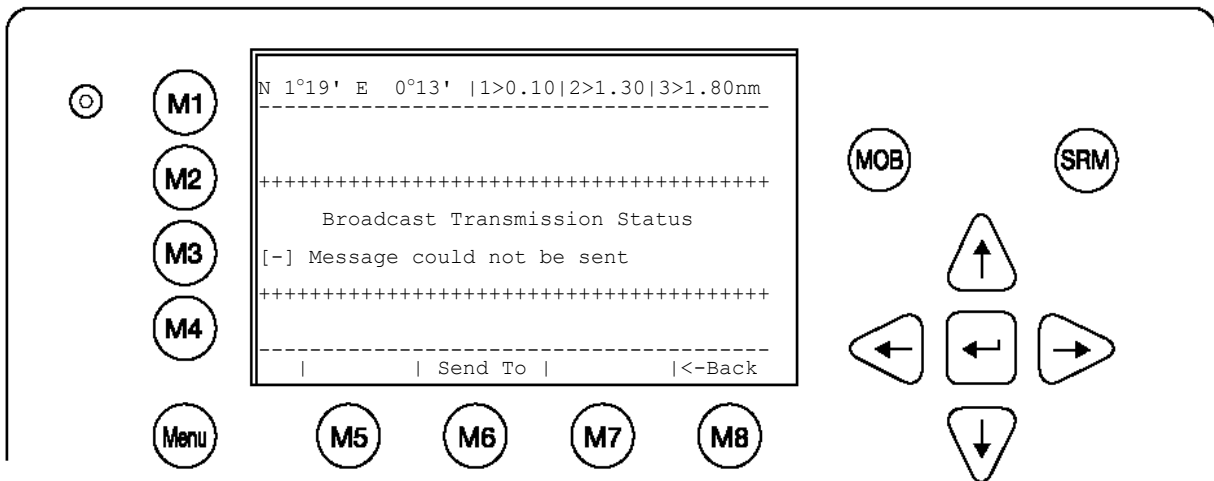 M1
N 1°19' E 0°13' |1>0.10|2>1.30|3>1.80nm
----------------------------------------
MOB
SRM
M2
++++++++++++++++++++++++++++++++++++++++
Broadcast Transmission Status
M3
[-] Message could not be sent
++++++++++++++++++++++++++++++++++++++++
M4
----------------------------------------
| | Send To | |<-Back
Menu
M5
M6
M7
M8